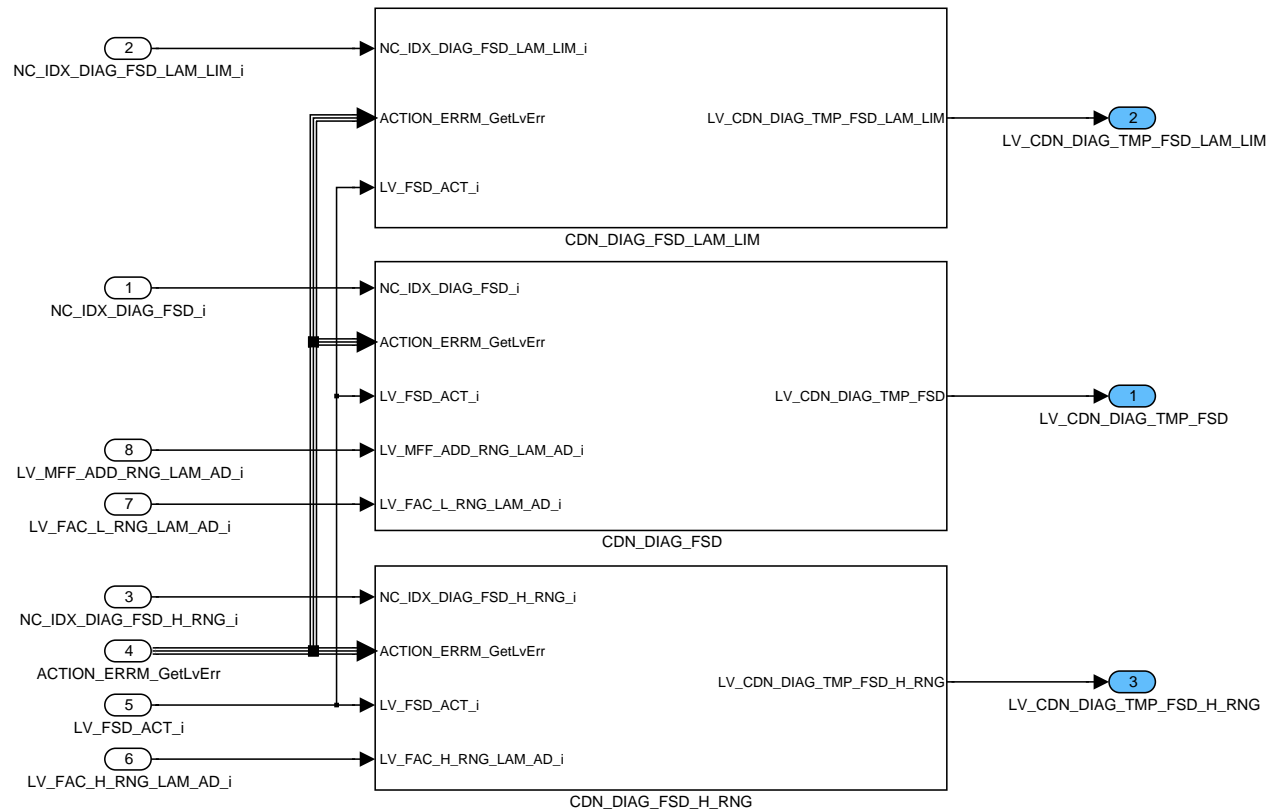 2
NC_IDX_DIAG_FSD_LAM_LIM_i
NC_IDX_DIAG_FSD_LAM_LIM_i
ACTION_ERRM_GetLvErr
LV_FSD_ACT_i
LV_CDN_DIAG_TMP_FSD_LAM_LIM
2
LV_CDN_DIAG_TMP_FSD_LAM_LIM
CDN_DIAG_FSD_LAM_LIM
1
NC_IDX_DIAG_FSD_i
8
LV_MFF_ADD_RNG_LAM_AD_i
7
LV_FAC_L_RNG_LAM_AD_i
NC_IDX_DIAG_FSD_i
ACTION_ERRM_GetLvErr
LV_FSD_ACT_i
LV_MFF_ADD_RNG_LAM_AD_i
LV_FAC_L_RNG_LAM_AD_i
LV_CDN_DIAG_TMP_FSD
1
LV_CDN_DIAG_TMP_FSD
CDN_DIAG_FSD
3
NC_IDX_DIAG_FSD_H_RNG_i
4
ACTION_ERRM_GetLvErr
5
LV_FSD_ACT_i
6
LV_FAC_H_RNG_LAM_AD_i
NC_IDX_DIAG_FSD_H_RNG_i
ACTION_ERRM_GetLvErr
LV_FSD_ACT_i
LV_FAC_H_RNG_LAM_AD_i
LV_CDN_DIAG_TMP_FSD_H_RNG
3
LV_CDN_DIAG_TMP_FSD_H_RNG
CDN_DIAG_FSD_H_RNG